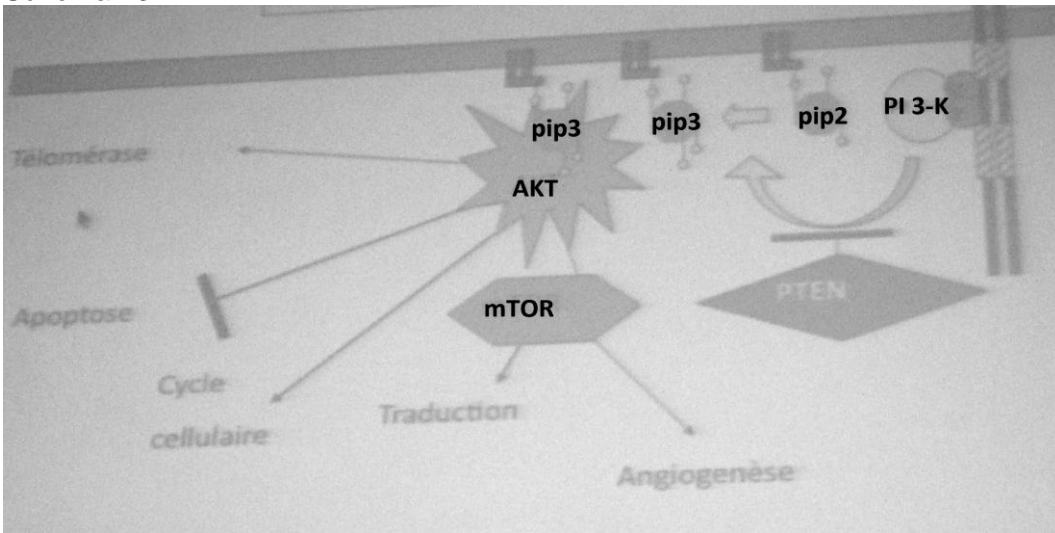 pip3
pip3
pip2
PI 3-K
Télomérase
AKT
PTEN
mTOR
Apoptose
Cycle
cellulaire
Traduction
Angiogenèse